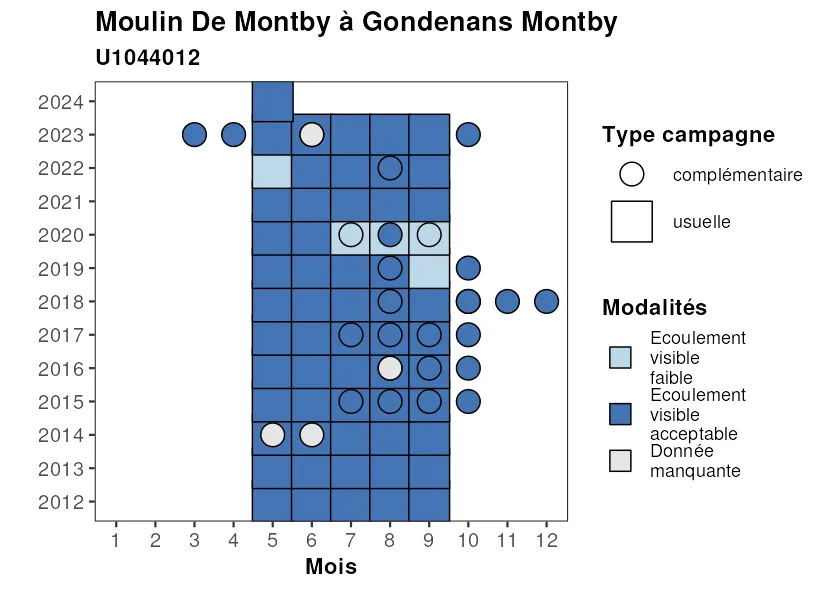 Moulin De Montby à Gondenans Montby
U1044012
2024
2023
2022
2021
2020
2019
2018
2017
2016
2015
2014
2013
2012
1 2 3 4 5 6 7 8 9 10 11 12
Mois
Type campagne
complémentaire
usuelle
Modalités
Ecoulement
visible
faible
Ecoulement
visible
acceptable
Donnée
manquante